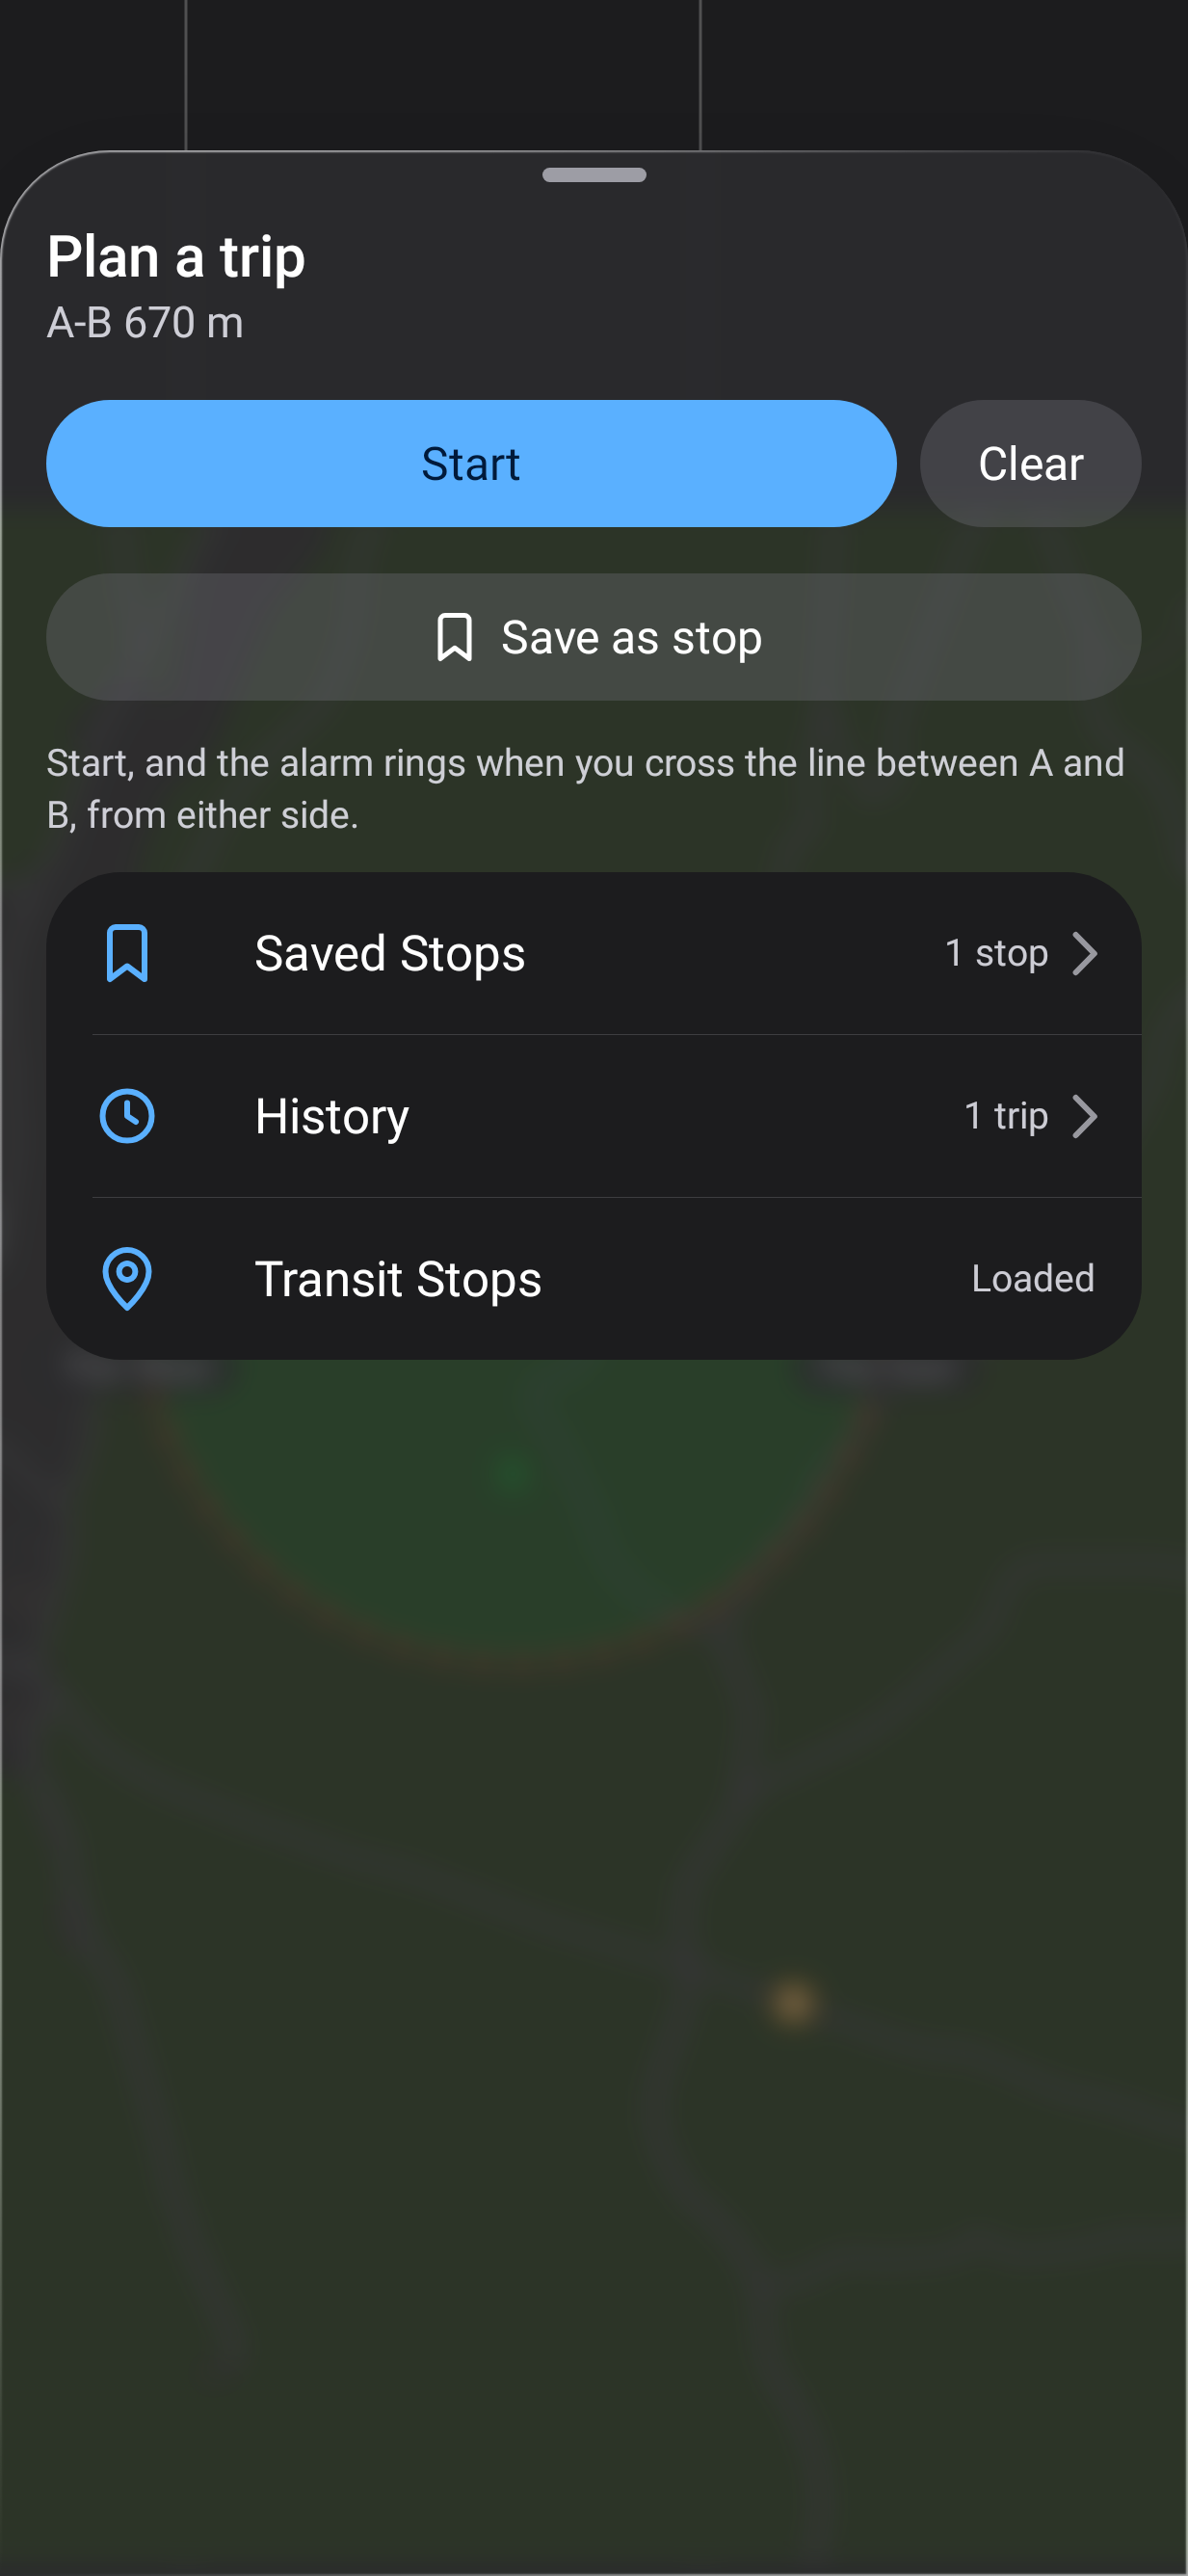 Plan a trip
A-B 670 m
Start
Clear
Save as stop
Start, and the alarm rings when you cross the line between A and
B, from either side.
Saved Stops
1 stop
History
1 trip
Transit Stops
Loaded